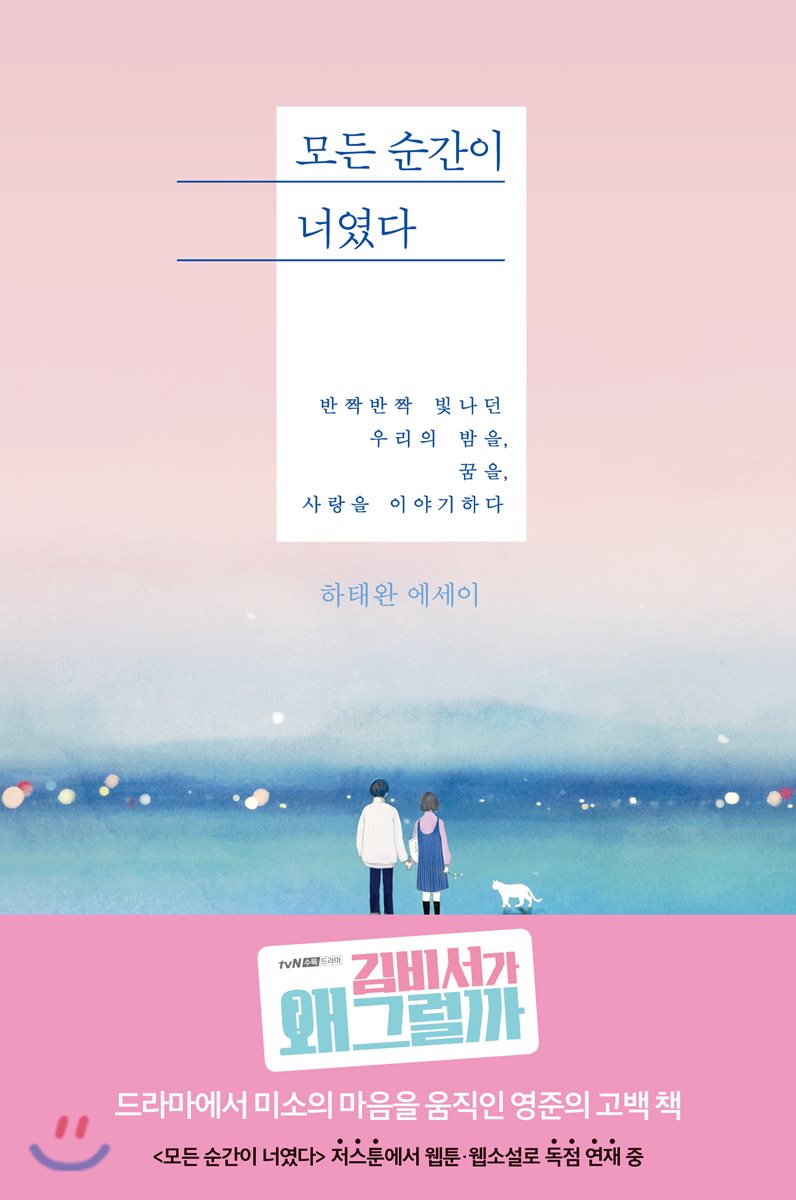 모든 순간이
너였다
반짝반짝 빛나던
우리의 밤을,
꿈을,
사랑을 이야기하다
하태완 에세이
tvN 수목 드라마
김비서가
왜 그럴까
드라마에서 미소의 마음을 움직인 영준의 고백 책
<모든 순간이 너였다> 저스툰에서 웹툰·웹소설로 독점 연재 중